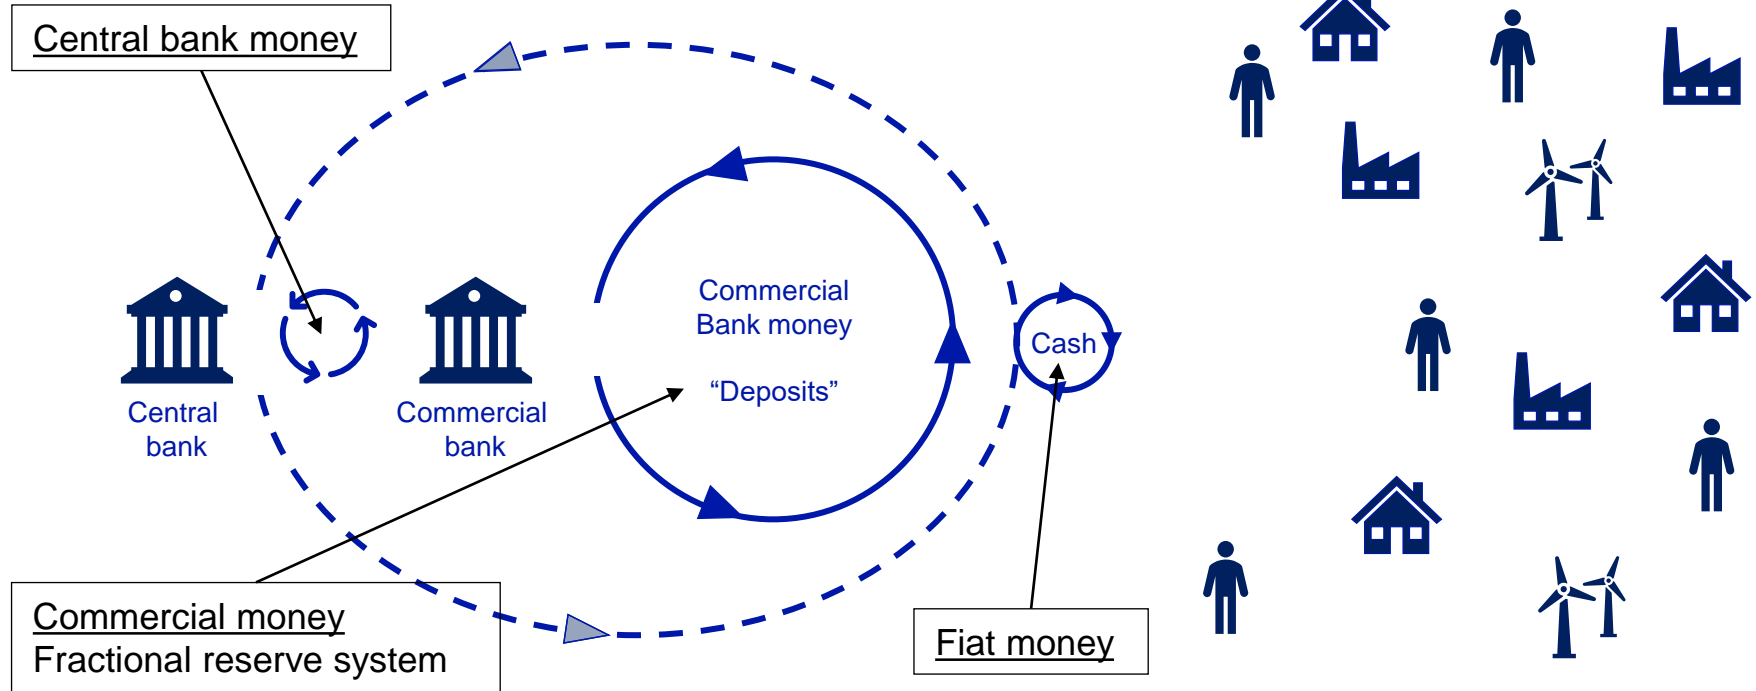 Central bank money
Commercial
Bank money
“Deposits”
Cash
Central
bank
Commercial
bank
Commercial money
Fractional reserve system
Fiat money